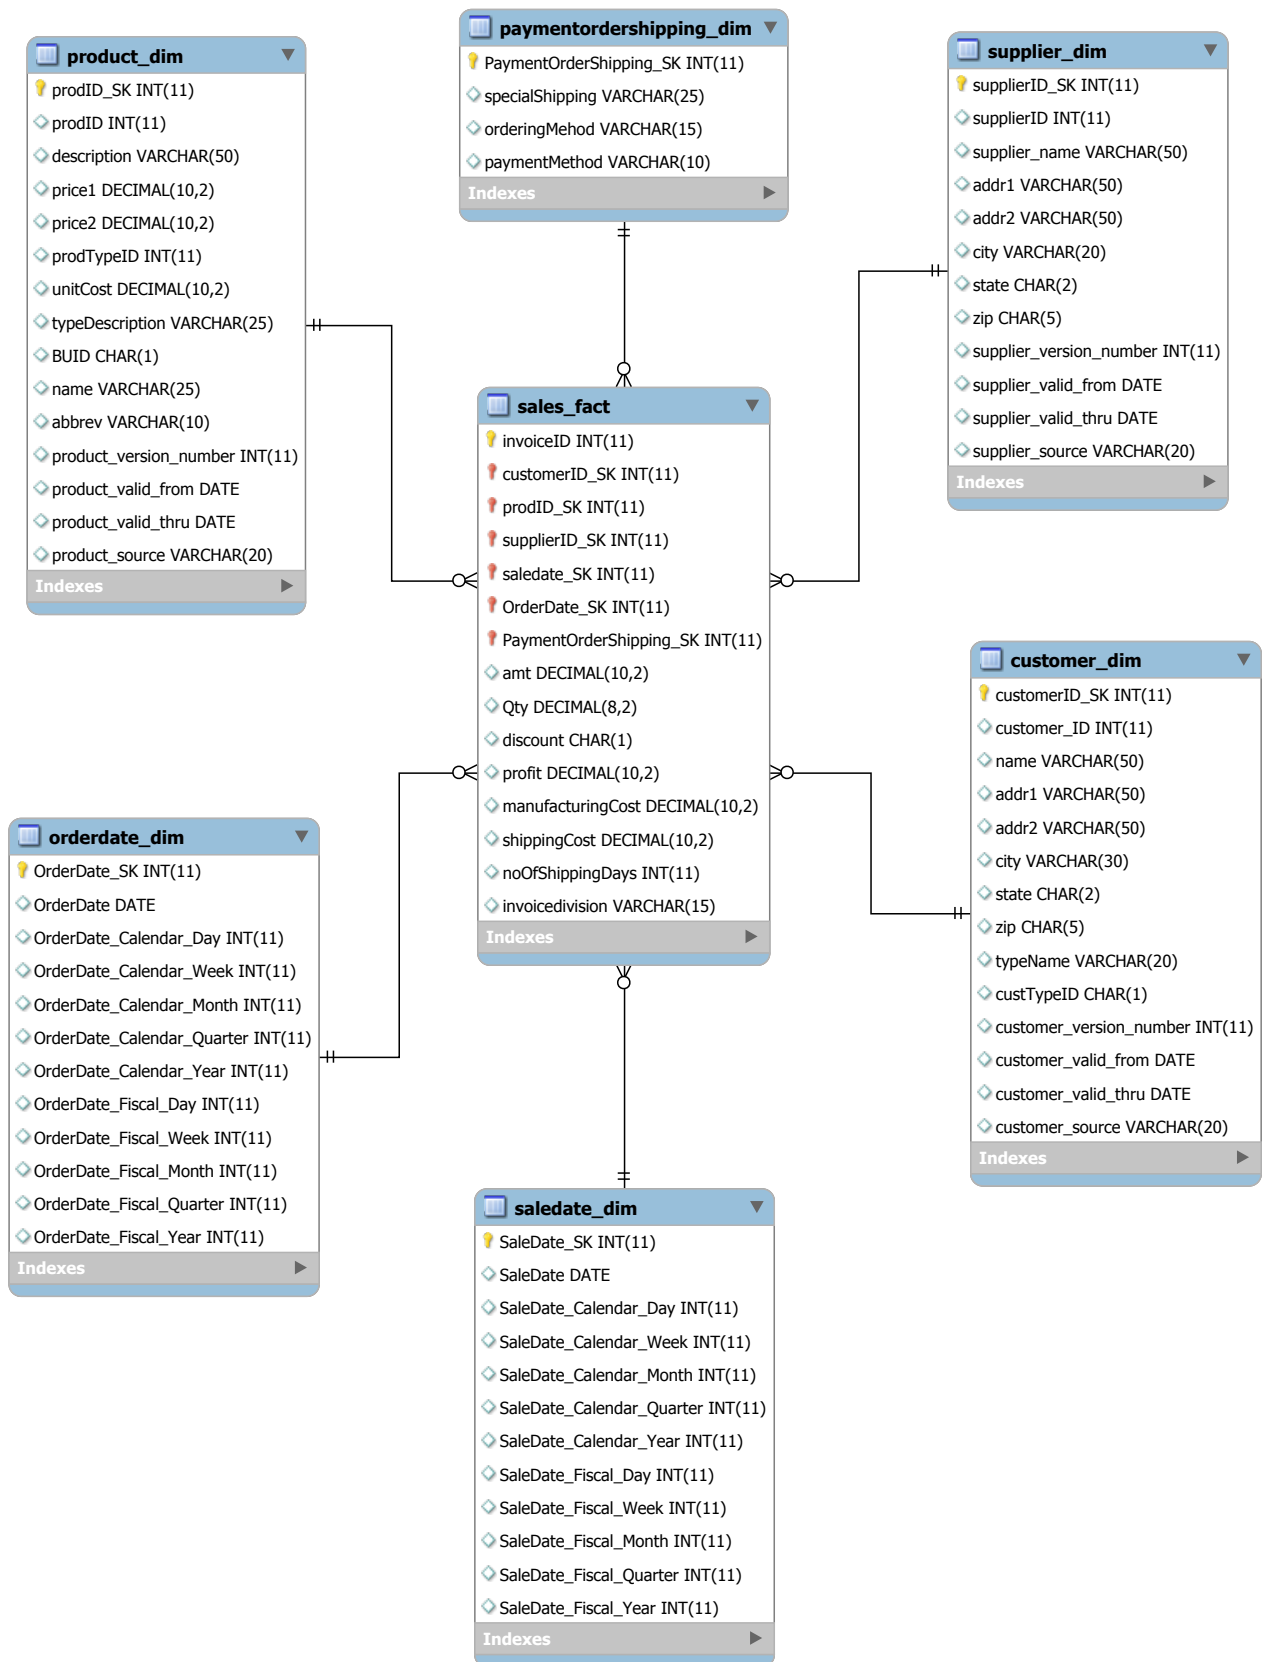 product_dim
prodID_SK INT(11)
prodID INT(11)
description VARCHAR(50)
price1 DECIMAL(10,2)
price2 DECIMAL(10,2)
prodTypeID INT(11)
unitCost DECIMAL(10,2)
typeDescription VARCHAR(25)
BUID CHAR(1)
name VARCHAR(25)
abbrev VARCHAR(10)
product_version_number INT(11)
product_valid_from DATE
product_valid_thru DATE
product_source VARCHAR(20)
Indexes
paymentordershipping_dim
PaymentOrderShipping_SK INT(11)
specialShipping VARCHAR(25)
orderingMehod VARCHAR(15)
paymentMethod VARCHAR(10)
Indexes
supplier_dim
supplierID_SK INT(11)
supplierID INT(11)
supplier_name VARCHAR(50)
addr1 VARCHAR(50)
addr2 VARCHAR(50)
city VARCHAR(20)
state CHAR(2)
zip CHAR(5)
supplier_version_number INT(11)
supplier_valid_from DATE
supplier_valid_thru DATE
supplier_source VARCHAR(20)
Indexes
sales_fact
invoiceID INT(11)
customerID_SK INT(11)
prodID_SK INT(11)
supplierID_SK INT(11)
saledate_SK INT(11)
OrderDate_SK INT(11)
PaymentOrderShipping_SK INT(11)
amt DECIMAL(10,2)
Qty DECIMAL(8,2)
discount CHAR(1)
profit DECIMAL(10,2)
manufacturingCost DECIMAL(10,2)
shippingCost DECIMAL(10,2)
noOfShippingDays INT(11)
invoicedivision VARCHAR(15)
Indexes
customer_dim
customerID_SK INT(11)
customer_ID INT(11)
name VARCHAR(50)
addr1 VARCHAR(50)
addr2 VARCHAR(50)
city VARCHAR(30)
state CHAR(2)
zip CHAR(5)
typeName VARCHAR(20)
custTypeID CHAR(1)
customer_version_number INT(11)
customer_valid_from DATE
customer_valid_thru DATE
customer_source VARCHAR(20)
Indexes
orderdate_dim
OrderDate_SK INT(11)
OrderDate DATE
OrderDate_Calendar_Day INT(11)
OrderDate_Calendar_Week INT(11)
OrderDate_Calendar_Month INT(11)
OrderDate_Calendar_Quarter INT(11)
OrderDate_Calendar_Year INT(11)
OrderDate_Fiscal_Day INT(11)
OrderDate_Fiscal_Week INT(11)
OrderDate_Fiscal_Month INT(11)
OrderDate_Fiscal_Quarter INT(11)
OrderDate_Fiscal_Year INT(11)
Indexes
saledate_dim
SaleDate_SK INT(11)
SaleDate DATE
SaleDate_Calendar_Day INT(11)
SaleDate_Calendar_Week INT(11)
SaleDate_Calendar_Month INT(11)
SaleDate_Calendar_Quarter INT(11)
SaleDate_Calendar_Year INT(11)
SaleDate_Fiscal_Day INT(11)
SaleDate_Fiscal_Week INT(11)
SaleDate_Fiscal_Month INT(11)
SaleDate_Fiscal_Quarter INT(11)
SaleDate_Fiscal_Year INT(11)
Indexes